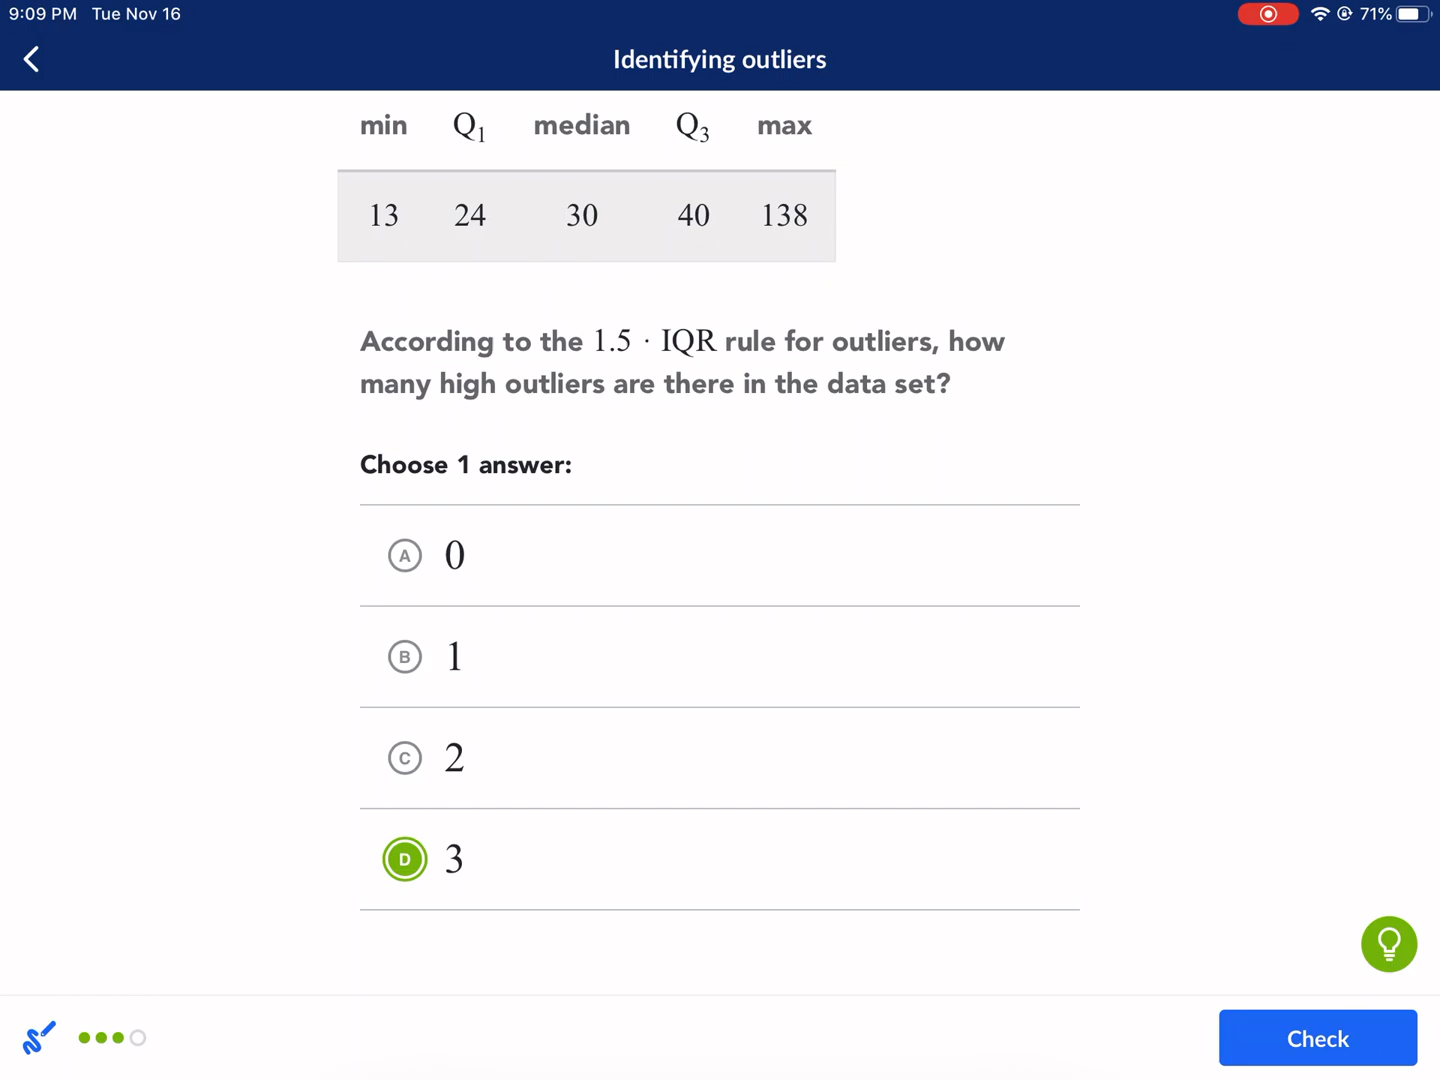 9:09 PM Tue Nov 16 71%
Identifying outliers
min Q₁ median Q₃ max
13 24 30 40 138
According to the 1.5 · IQR rule for outliers, how
many high outliers are there in the data set?
Choose 1 answer:
A 0
B 1
C 2
D 3
Check